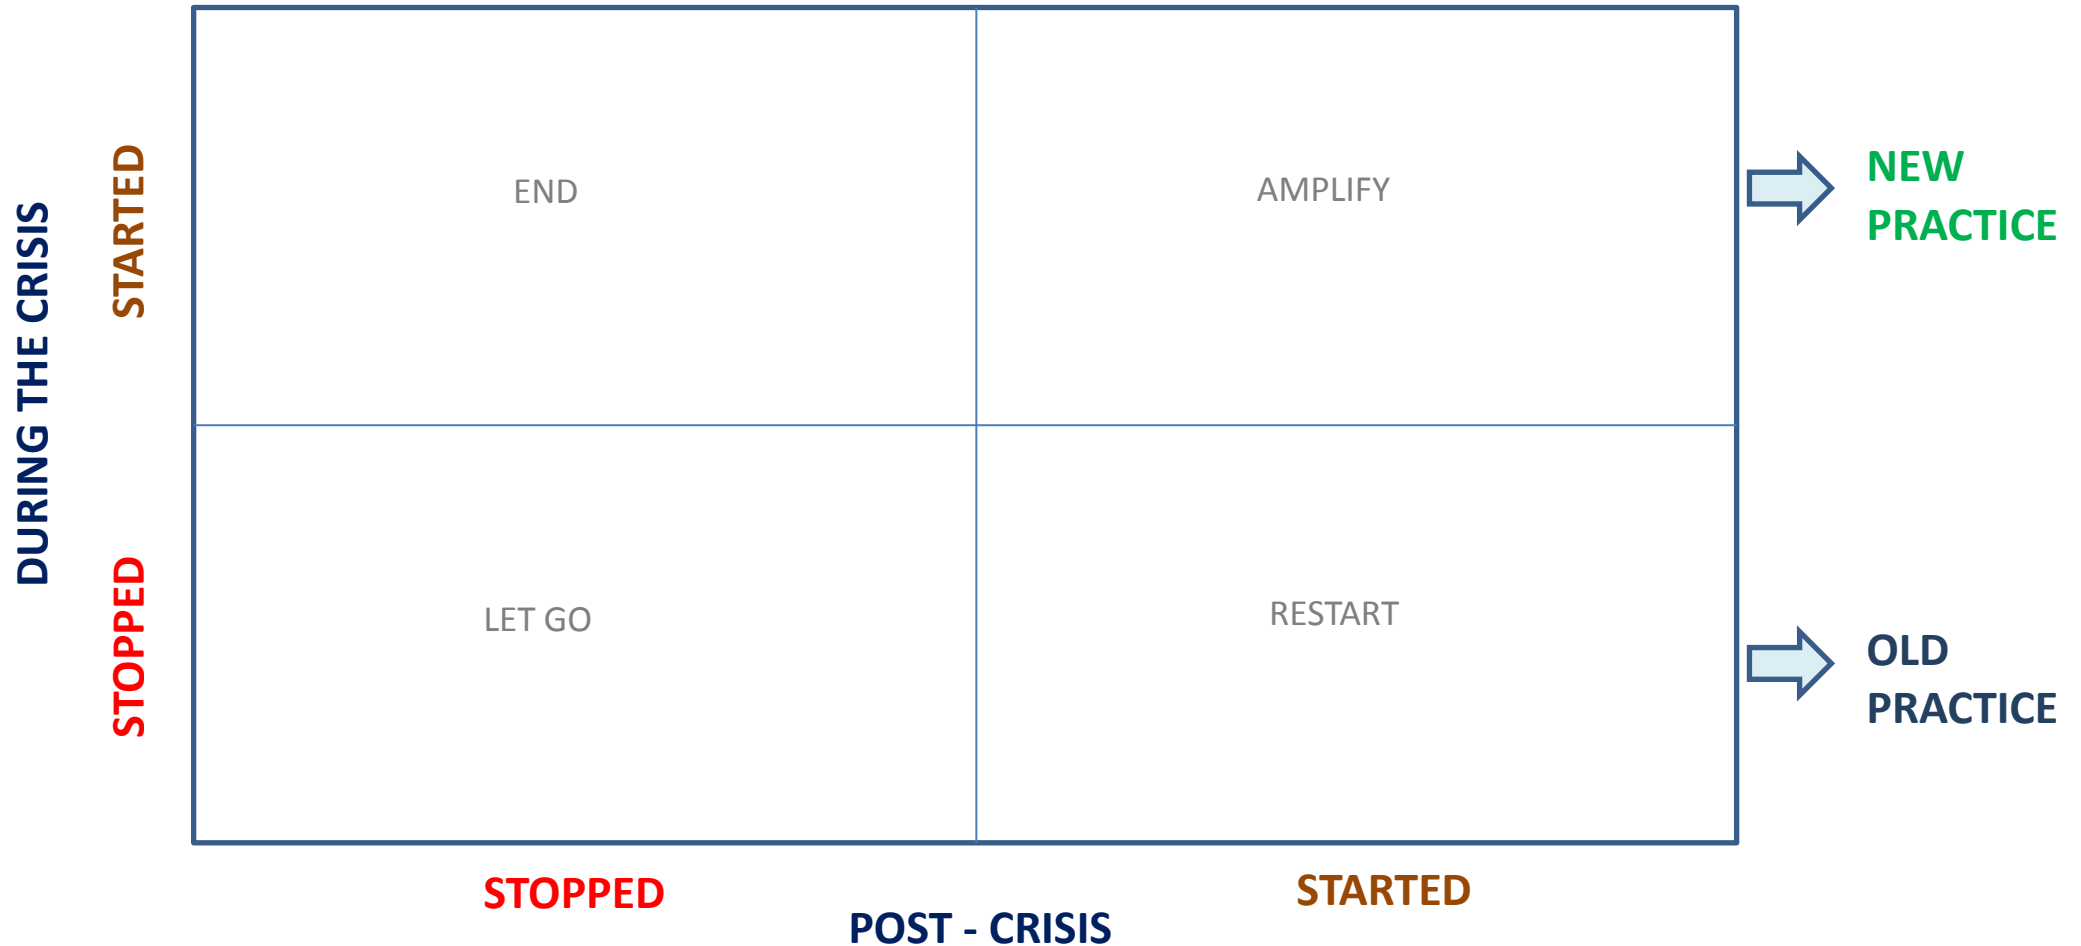 DURING THE CRISIS
STARTED
END
AMPLIFY
NEW
PRACTICE
STOPPED
LET GO
RESTART
OLD
PRACTICE
STOPPED
STARTED
POST - CRISIS